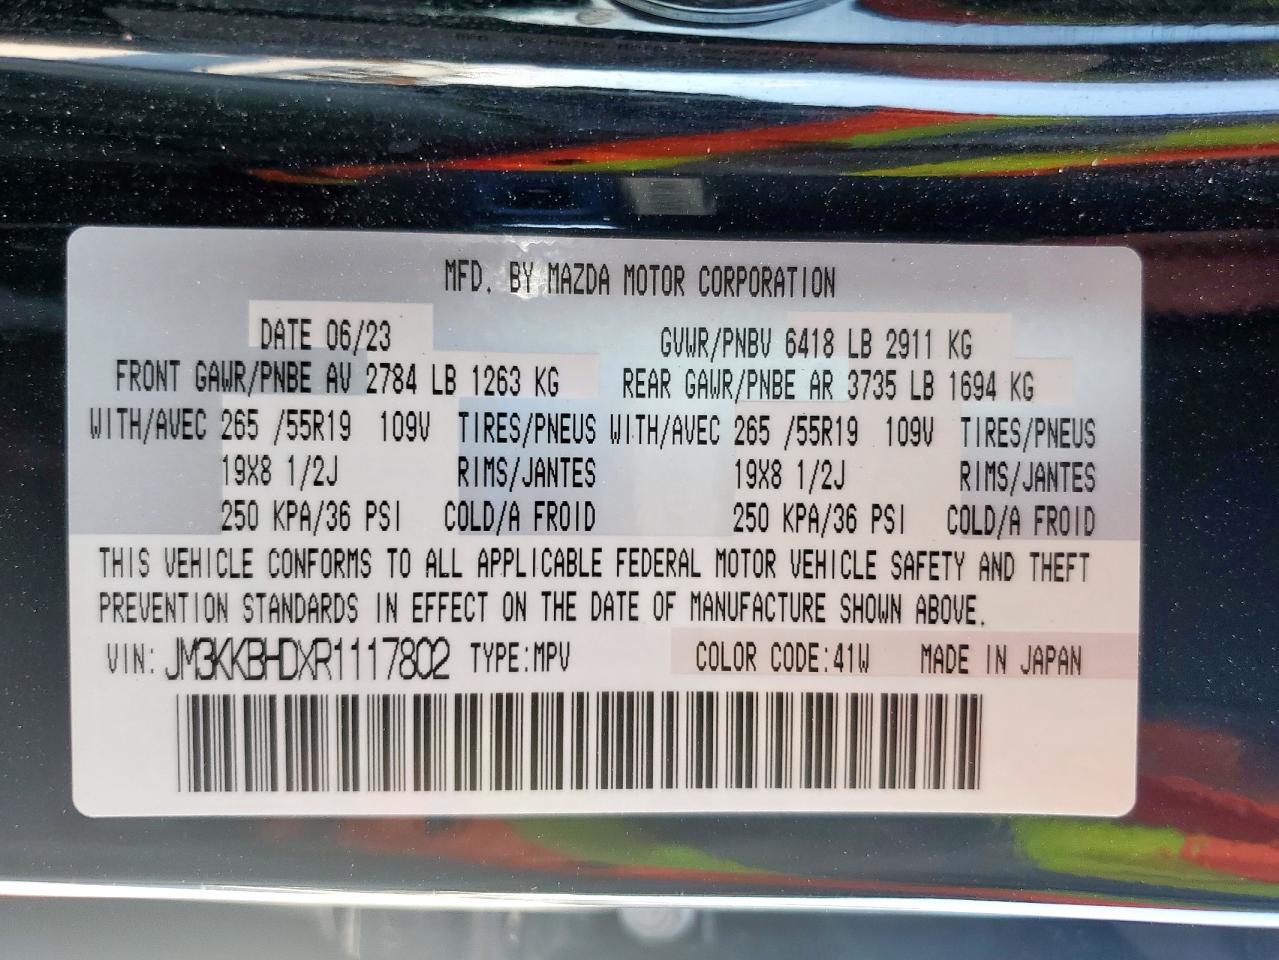 MFD. BY MAZDA MOTOR CORPORATION
DATE 06/23 GVWR/PNBV 6418 LB 2911 KG
FRONT GAWR/PNBE AV 2784 LB 1263 KG REAR GAWR/PNBE AR 3735 LB 1694 KG
WITH/AVEC 265 /55R19 109V TIRES/PNEUS WITH/AVEC 265 /55R19 109V TIRES/PNEUS
19X8 1/2J RIMS/JANTES 19X8 1/2J RIMS/JANTES
250 KPA/36 PSI COLD/A FROID 250 KPA/36 PSI COLD/A FROID
THIS VEHICLE CONFORMS TO ALL APPLICABLE FEDERAL MOTOR VEHICLE SAFETY AND THEFT
PREVENTION STANDARDS IN EFFECT ON THE DATE OF MANUFACTURE SHOWN ABOVE.
VIN: JM3KKBHDXR1117802 TYPE:MPV COLOR CODE:41W MADE IN JAPAN